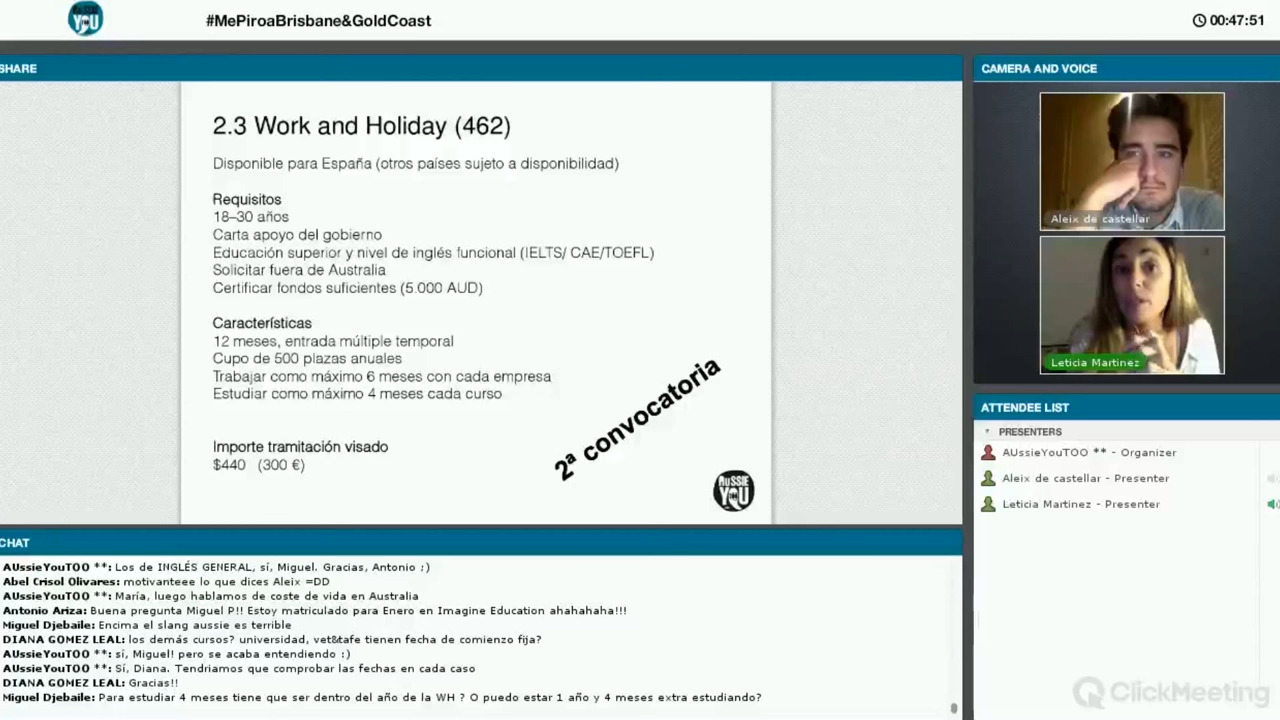 AUSSIE YOU TOO
#MePiroaBrisbane&GoldCoast
00:47:51
SHARE
2.3 Work and Holiday (462)
Disponible para España (otros países sujeto a disponibilidad)
Requisitos
18–30 años
Carta apoyo del gobierno
Educación superior y nivel de inglés funcional (IELTS/ CAE/TOEFL)
Solicitar fuera de Australia
Certificar fondos suficientes (5.000 AUD)
Características
12 meses, entrada múltiple temporal
Cupo de 500 plazas anuales
Trabajar como máximo 6 meses con cada empresa
Estudiar como máximo 4 meses cada curso
Importe tramitación visado
$440 (300 €)
2ª convocatoria
AUSSIE YOU TOO
CAMERA AND VOICE
Aleix de castellar
Leticia Martinez
ATTENDEE LIST
PRESENTERS
AUssieYouTOO ** - Organizer
Aleix de castellar - Presenter
Leticia Martinez - Presenter
CHAT
AUssieYouTOO **: Los de INGLÉS GENERAL, sí, Miguel. Gracias, Antonio ;)
Abel Crisol Olivares: motivanteee lo que dices Aleix =DD
AUssieYouTOO **: María, luego hablamos de coste de vida en Australia
Antonio Ariza: Buena pregunta Miguel P!! Estoy matriculado para Enero en Imagine Education ahahahaha!!!
Miguel Djebaile: Encima el slang aussie es terrible
DIANA GOMEZ LEAL: los demás cursos? universidad, vet&tafe tienen fecha de comienzo fija?
AUssieYouTOO **: sí, Miguel! pero se acaba entendiendo :)
AUssieYouTOO **: Sí, Diana. Tendriamos que comprobar las fechas en cada caso
DIANA GOMEZ LEAL: Gracias!!
Miguel Djebaile: Para estudiar 4 meses tiene que ser dentro del año de la WH ? O puedo estar 1 año y 4 meses extra estudiando?
ClickMeeting